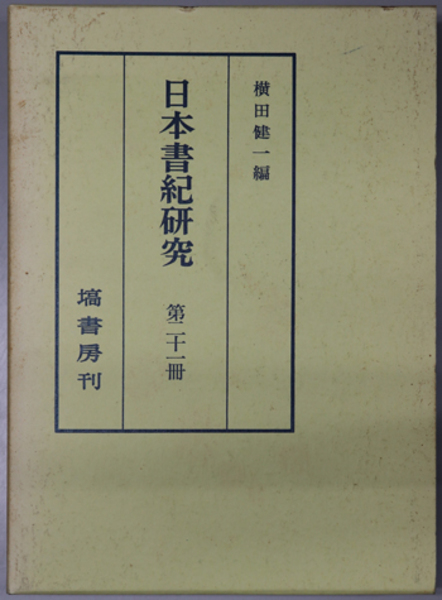 横田健一編
日本書紀研究 第二十一冊
塙書房刊